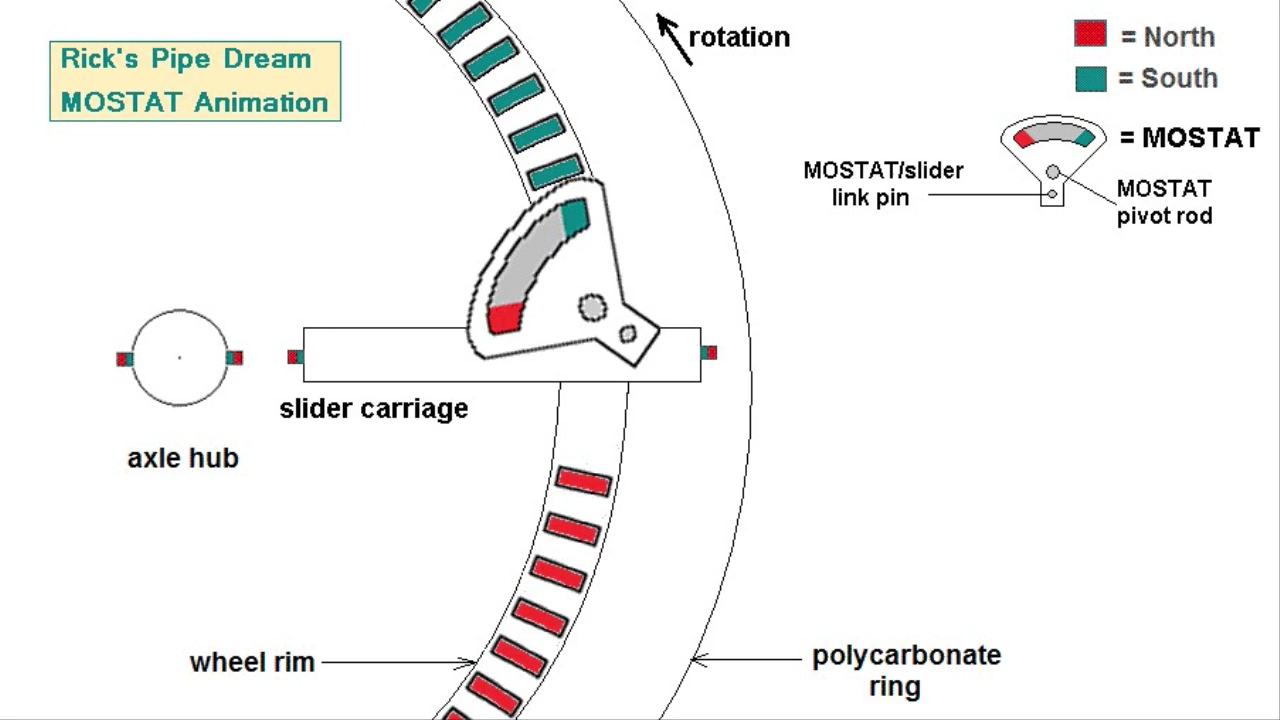 Rick's Pipe Dream
MOSTAT Animation
rotation
= North
= South
= MOSTAT
MOSTAT/slider
link pin
MOSTAT
pivot rod
slider carriage
axle hub
wheel rim
polycarbonate
ring